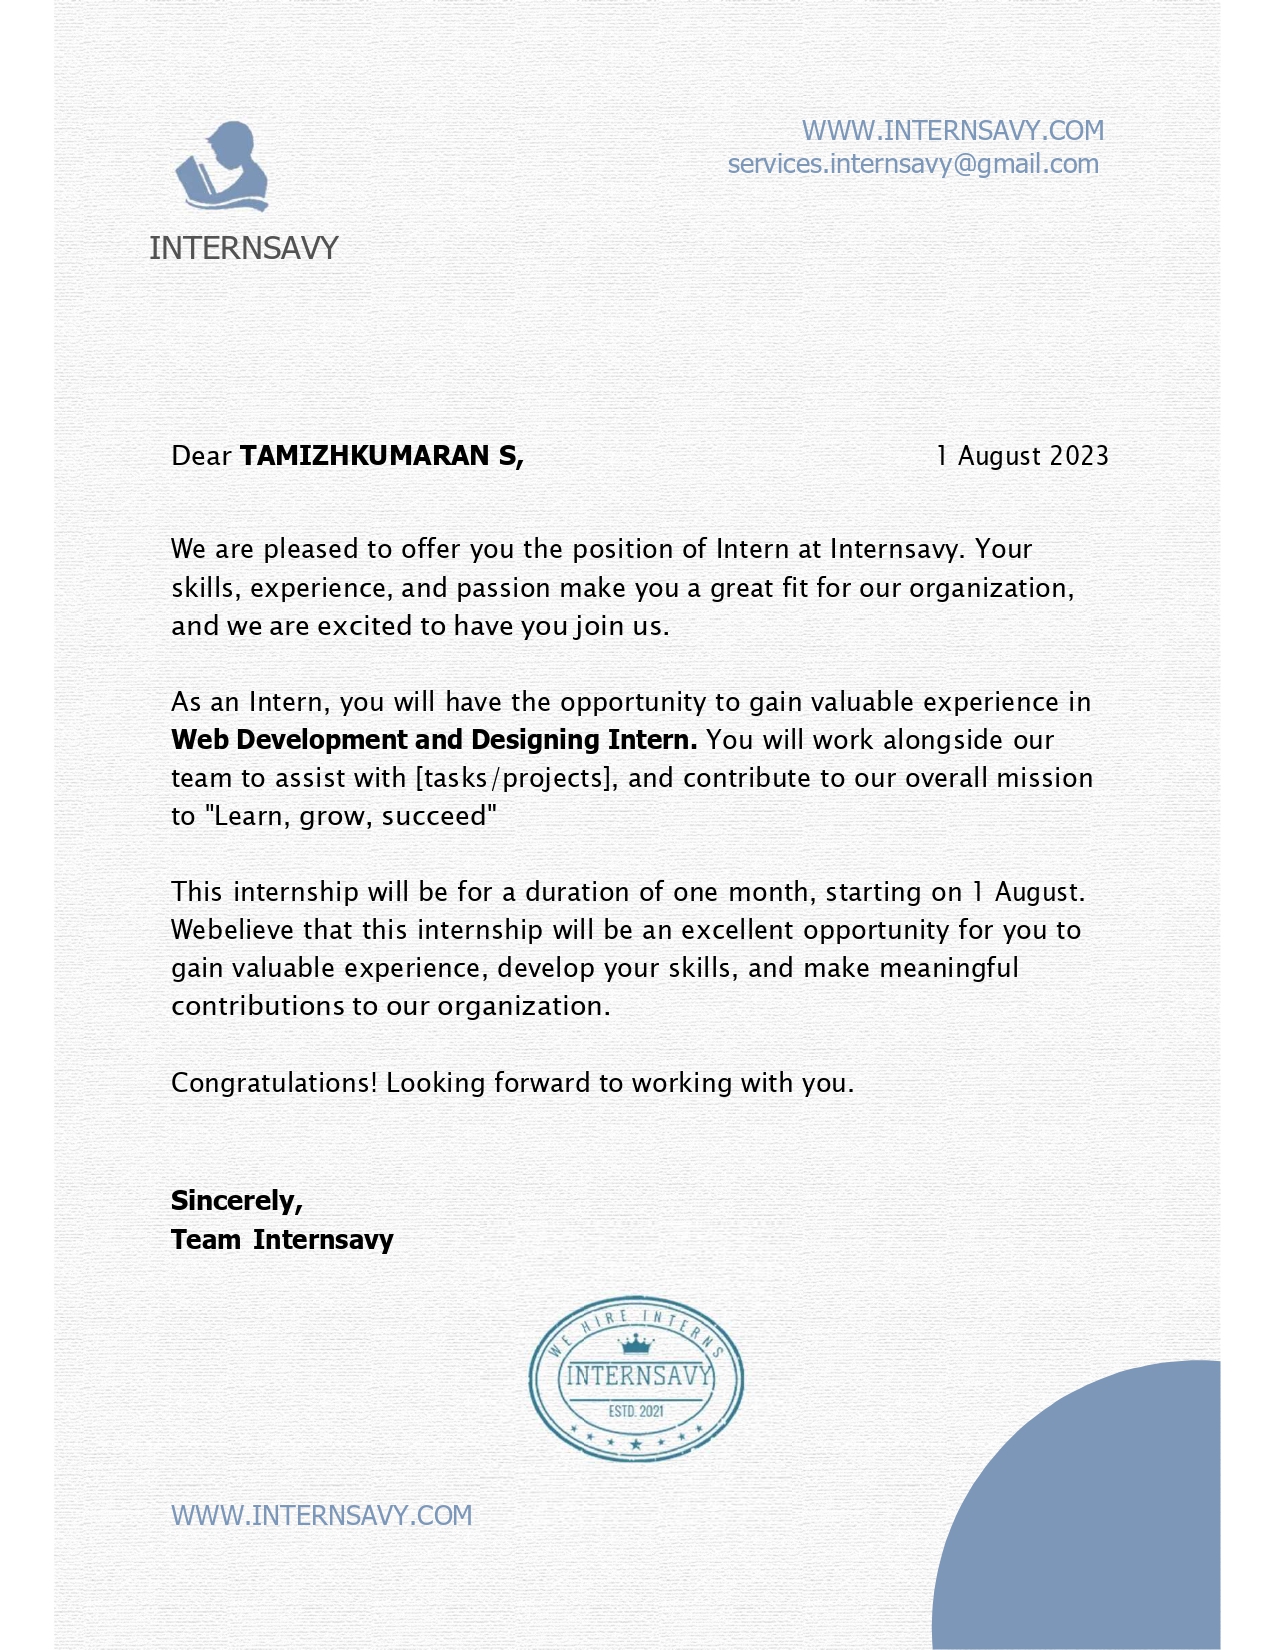 WWW.INTERNSAVY.COM
services.internsavy@gmail.com
INTERNSAVY
Dear TAMIZHKUMARAN S,
1 August 2023
We are pleased to offer you the position of Intern at Internsavy. Your
skills, experience, and passion make you a great fit for our organization,
and we are excited to have you join us.
As an Intern, you will have the opportunity to gain valuable experience in
Web Development and Designing Intern. You will work alongside our
team to assist with [tasks/projects], and contribute to our overall mission
to "Learn, grow, succeed"
This internship will be for a duration of one month, starting on 1 August.
Webelieve that this internship will be an excellent opportunity for you to
gain valuable experience, develop your skills, and make meaningful
contributions to our organization.
Congratulations! Looking forward to working with you.
Sincerely,
Team Internsavy
WE HIRE INTERNS
INTERNSAVY
ESTD. 2021
WWW.INTERNSAVY.COM